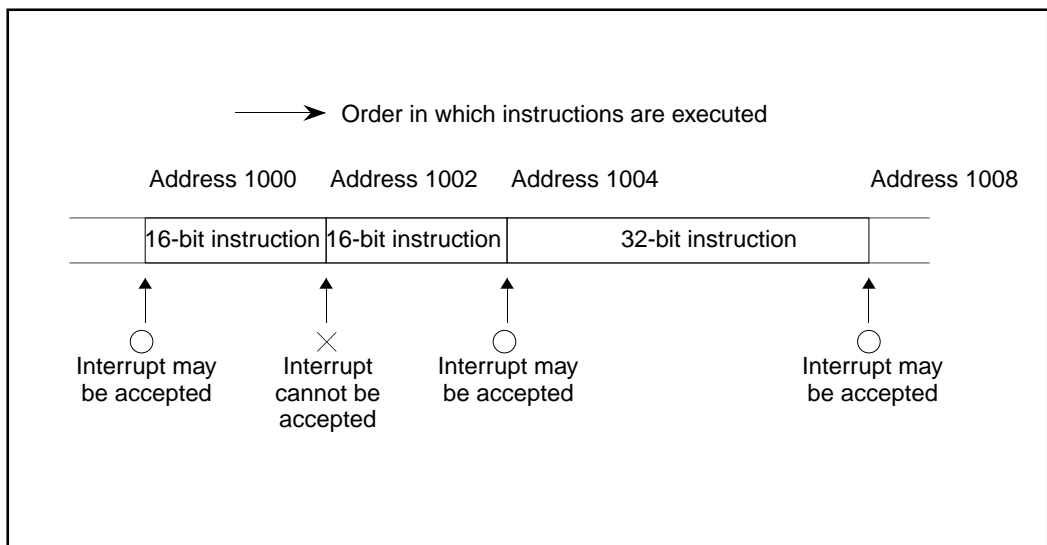 Order in which instructions are executed
Address 1000 Address 1002 Address 1004 Address 1008
16-bit instruction 16-bit instruction 32-bit instruction
Interrupt may be accepted
Interrupt cannot be accepted
Interrupt may be accepted
Interrupt may be accepted